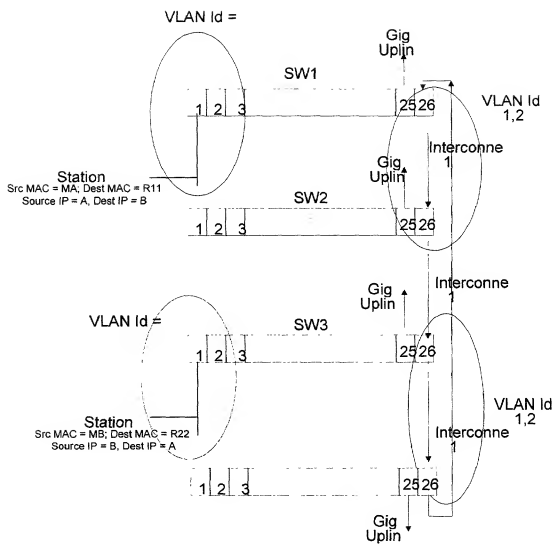 VLAN Id =
Gig
Uplin
SW1
1 2 3
25 26
VLAN Id
1,2
Interconne
1
Station
Src MAC = MA; Dest MAC = R11
Source IP = A, Dest IP = B
Gig
Uplin
SW2
1 2 3
25 26
Interconne
1
Gig
Uplin
VLAN Id =
SW3
1 2 3
25 26
VLAN Id
1,2
Station
Src MAC = MB; Dest MAC = R22
Source IP = B, Dest IP = A
Interconne
1
1 2 3
25 26
Gig
Uplin